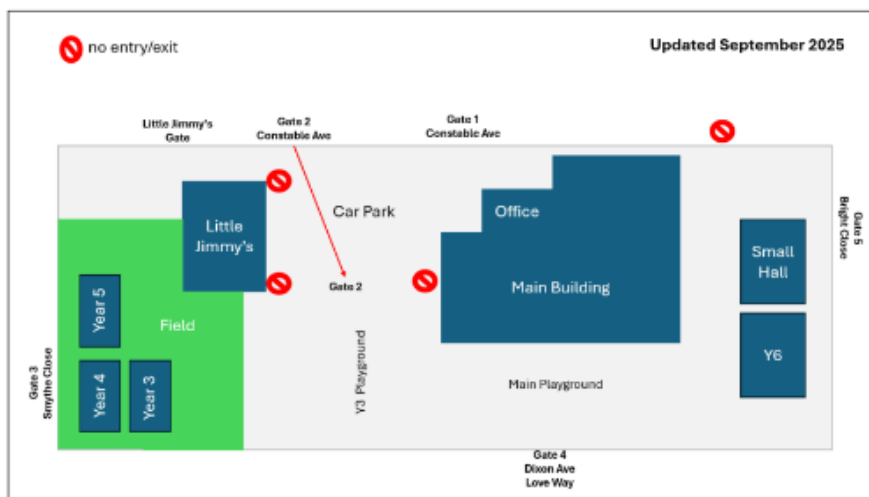 no entry/exit
Updated September 2025
Little Jimmy's
Gate
Gate 2
Constable Ave
Gate 1
Constable Ave
Little
Jimmy's
Car Park
Office
Gate 5
Bright Close
Small
Hall
Gate 2
Main Building
Year 5
Field
Y3 Playground
Y6
Gate 3
Smythe Close
Year 4
Year 3
Main Playground
Gate 4
Dixon Ave
Love Way